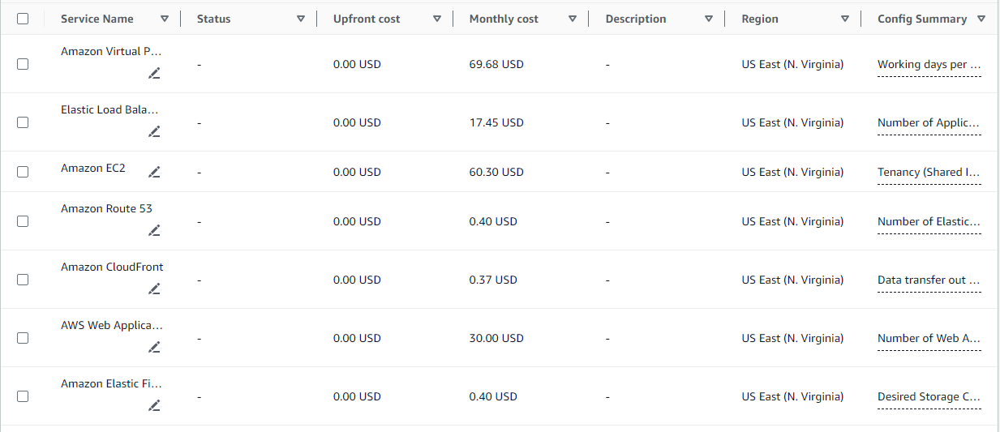 Service Name Status Upfront cost Monthly cost Description Region Config Summary
Amazon Virtual P... - 0.00 USD 69.68 USD - US East (N. Virginia) Working days per ...
Elastic Load Bala... - 0.00 USD 17.45 USD - US East (N. Virginia) Number of Applic...
Amazon EC2 - 0.00 USD 60.30 USD - US East (N. Virginia) Tenancy (Shared I...
Amazon Route 53 - 0.00 USD 0.40 USD - US East (N. Virginia) Number of Elastic...
Amazon CloudFront - 0.00 USD 0.37 USD - US East (N. Virginia) Data transfer out ...
AWS Web Applica... - 0.00 USD 30.00 USD - US East (N. Virginia) Number of Web A...
Amazon Elastic Fi... - 0.00 USD 0.40 USD - US East (N. Virginia) Desired Storage C...